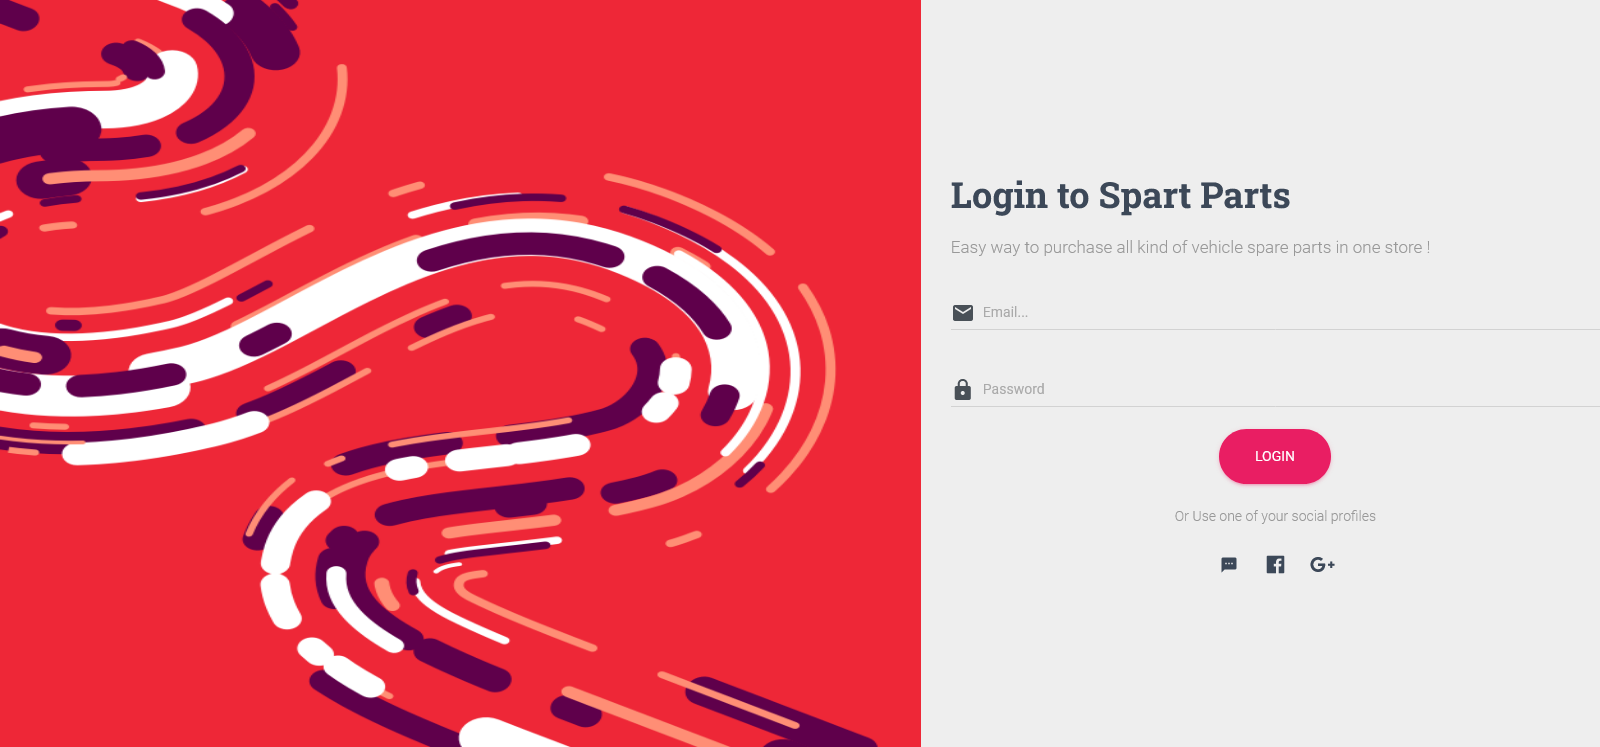 Login to Spart Parts
Easy way to purchase all kind of vehicle spare parts in one store !
Email...
Password
LOGIN
Or Use one of your social profiles
G+